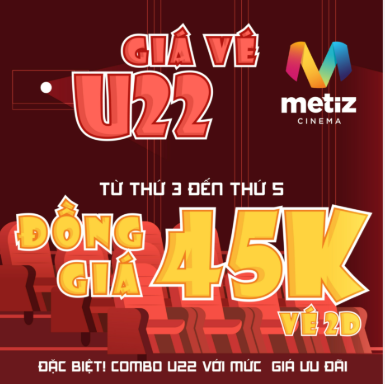 GIÁ VÉ
U22
metiz
CINEMA
TỪ THỨ 3 ĐẾN THỨ 5
ĐỒNG
GIÁ
45K
VÉ 2D
ĐẶC BIỆT! COMBO U22 VỚI MỨC GIÁ ƯU ĐÃI